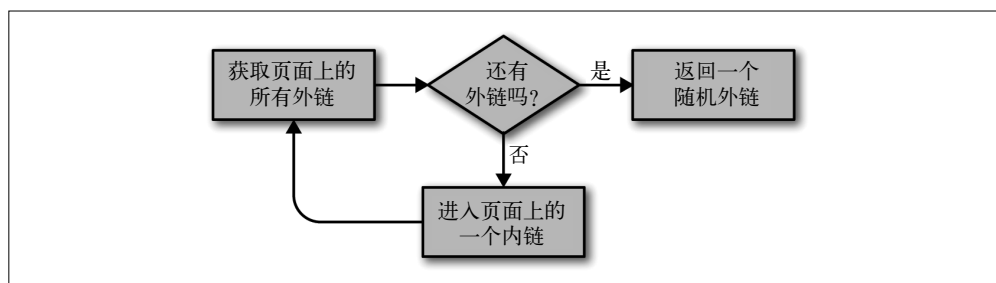 获取页面上的
所有外链
还有
外链吗？
是
返回一个
随机外链
否
进入页面上的
一个内链